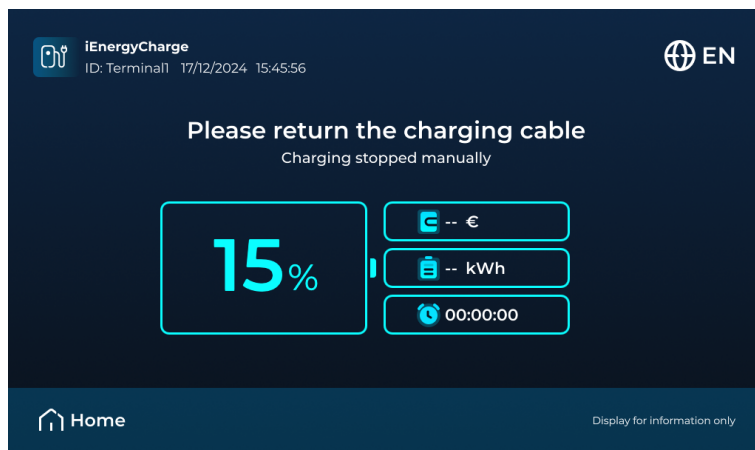 iEnergyCharge
ID: Terminal1 17/12/2024 15:45:56
EN
Please return the charging cable
Charging stopped manually
15%
-- €
-- kWh
00:00:00
Home
Display for information only